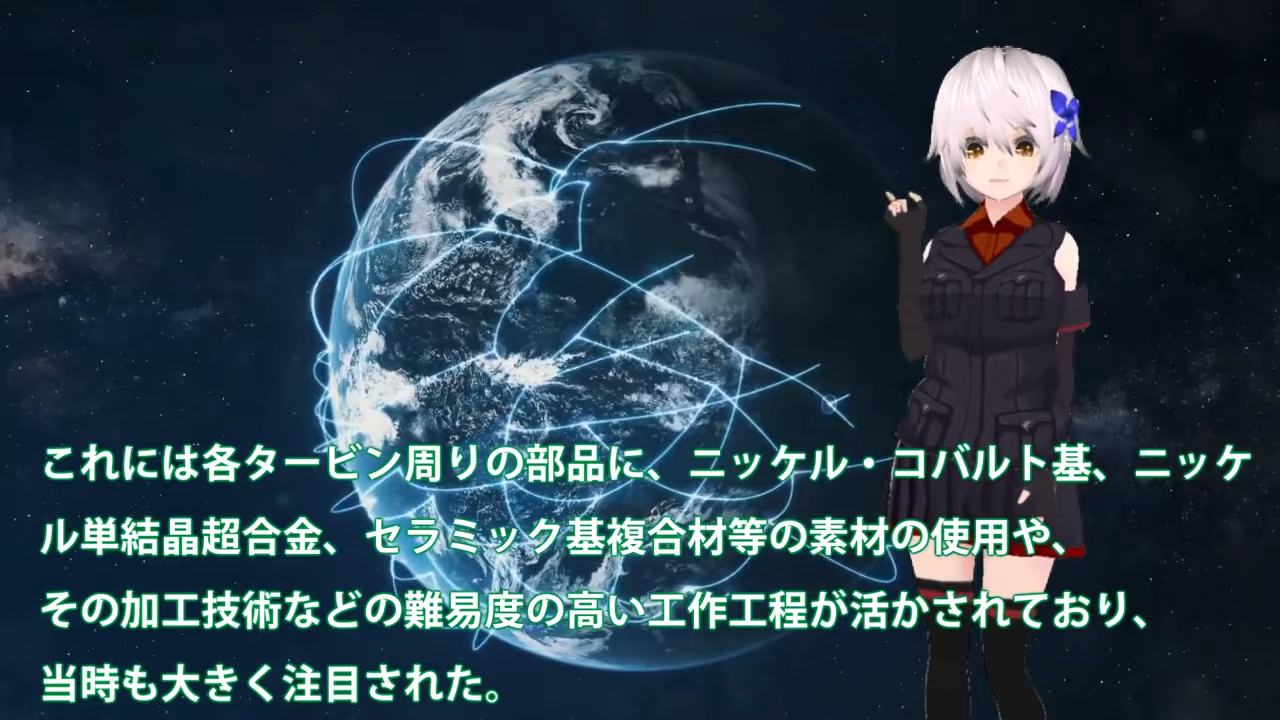 これには各タービン周りの部品に、ニッケル・コバルト基、ニッケ
ル単結晶超合金、セラミック基複合材等の素材の使用や、
その加工技術などの難易度の高い工作工程が活かされており、
当時も大きく注目された。